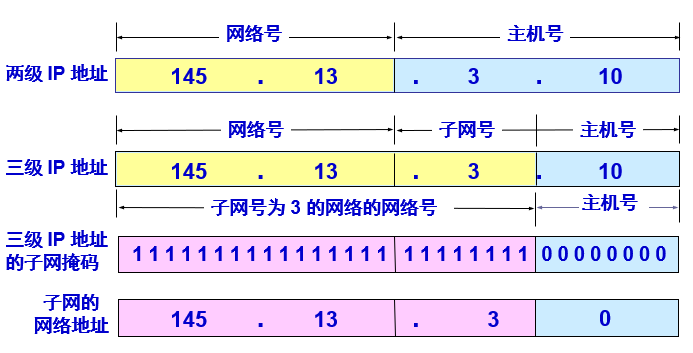 网络号 主机号
两级 IP 地址 145 . 13 . 3 . 10
网络号 子网号 主机号
三级 IP 地址 145 . 13 . 3 . 10
子网号为 3 的网络的网络号 主机号
三级 IP 地址
的子网掩码
1 1 1 1 1 1 1 1 1 1 1 1 1 1 1 1 1 1 1 1 1 1 1 1 0 0 0 0 0 0 0 0
子网的
网络地址
145 . 13 . 3 0